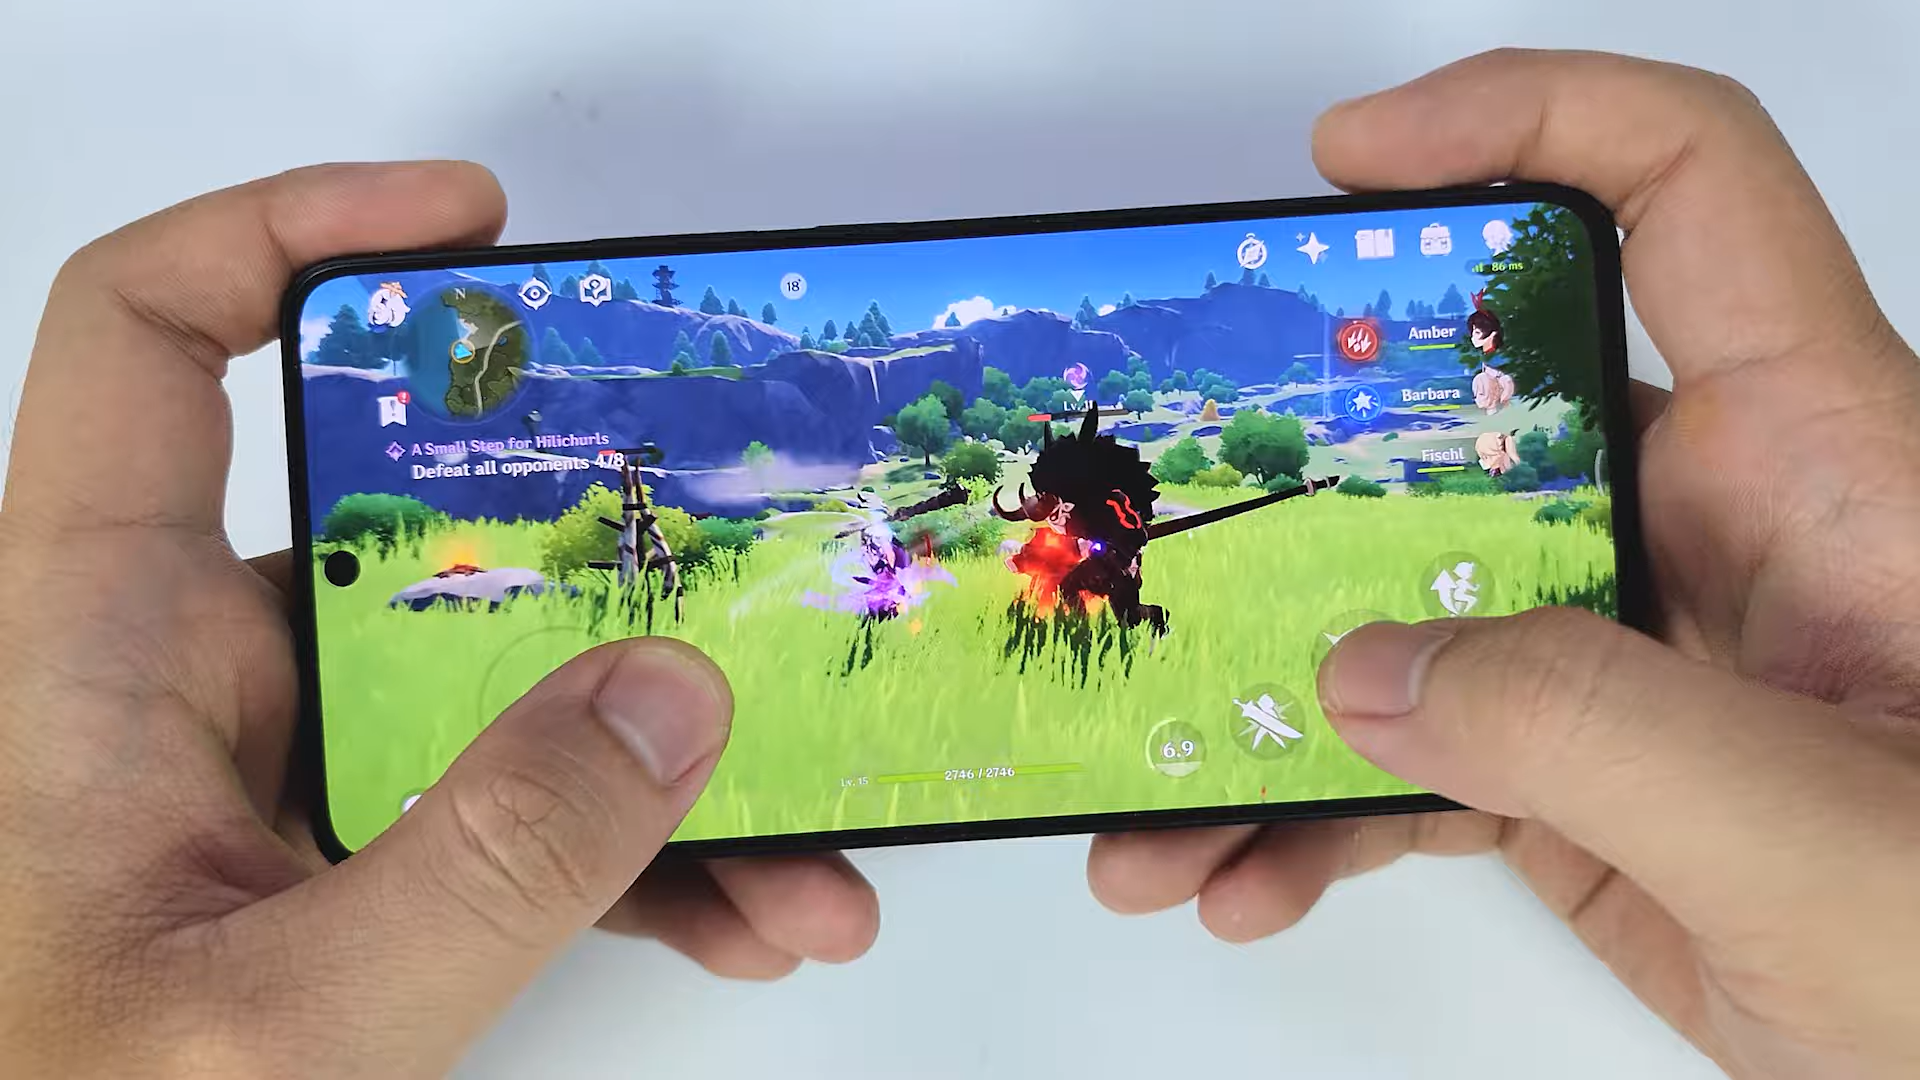 N
18
86 ms
Amber
Barbara
Fischl
A Small Step for Hilichurls
Defeat all opponents 4/8
6.9
Lv. 15
2746 / 2746